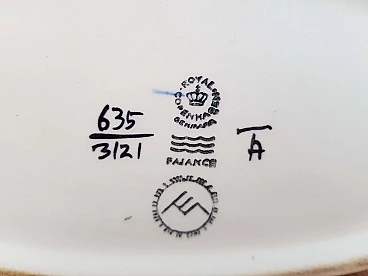 635
3121
ROYAL
COPENHAGEN
DENMARK
FAJANCE
A